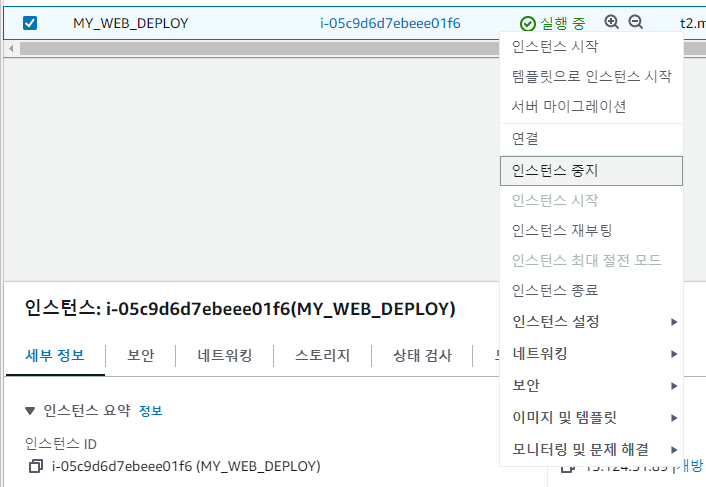 MY_WEB_DEPLOY i-05c9d6d7ebeee01f6 실행 중 t2.m
인스턴스 시작
템플릿으로 인스턴스 시작
서버 마이그레이션
연결
인스턴스 중지
인스턴스 시작
인스턴스 재부팅
인스턴스 최대 절전 모드
인스턴스 종료
인스턴스 설정
네트워킹
보안
이미지 및 템플릿
모니터링 및 문제 해결
인스턴스: i-05c9d6d7ebeee01f6(MY_WEB_DEPLOY)
세부 정보 보안 네트워킹 스토리지 상태 검사
인스턴스 요약 정보
인스턴스 ID
i-05c9d6d7ebeee01f6 (MY_WEB_DEPLOY)